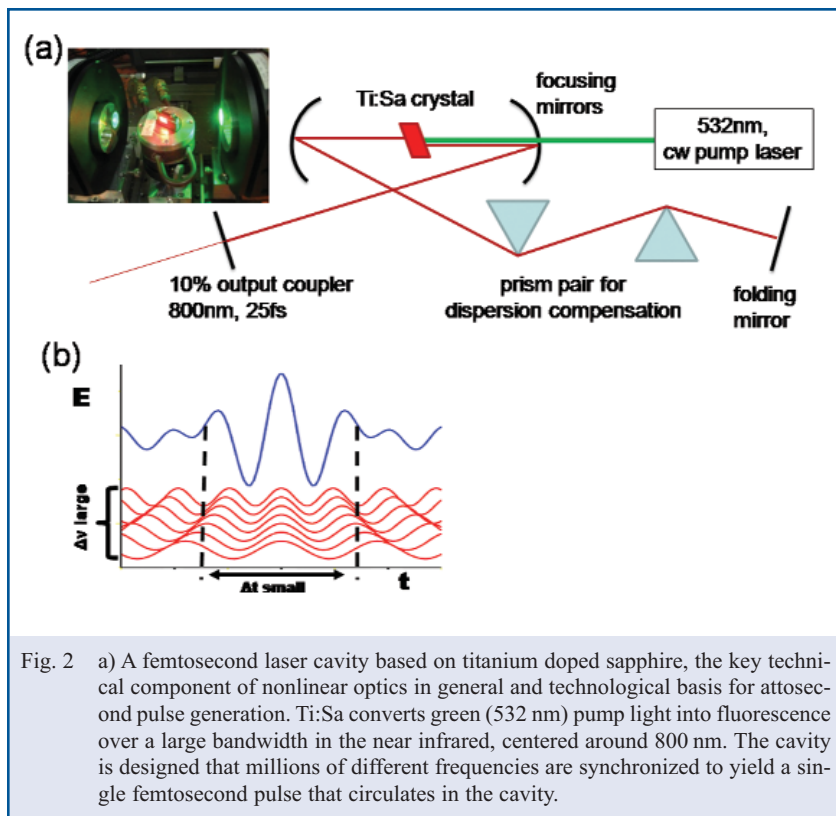 (a)
Ti:Sa crystal
focusing
mirrors
532nm,
cw pump laser
10% output coupler
800nm, 25fs
prism pair for
dispersion compensation
folding
mirror
(b)
E
Δν large
Δt small
t
Fig. 2 a) A femtosecond laser cavity based on titanium doped sapphire, the key techni-
cal component of nonlinear optics in general and technological basis for attosec-
ond pulse generation. Ti:Sa converts green (532 nm) pump light into fluorescence
over a large bandwidth in the near infrared, centered around 800 nm. The cavity
is designed that millions of different frequencies are synchronized to yield a sin-
gle femtosecond pulse that circulates in the cavity.